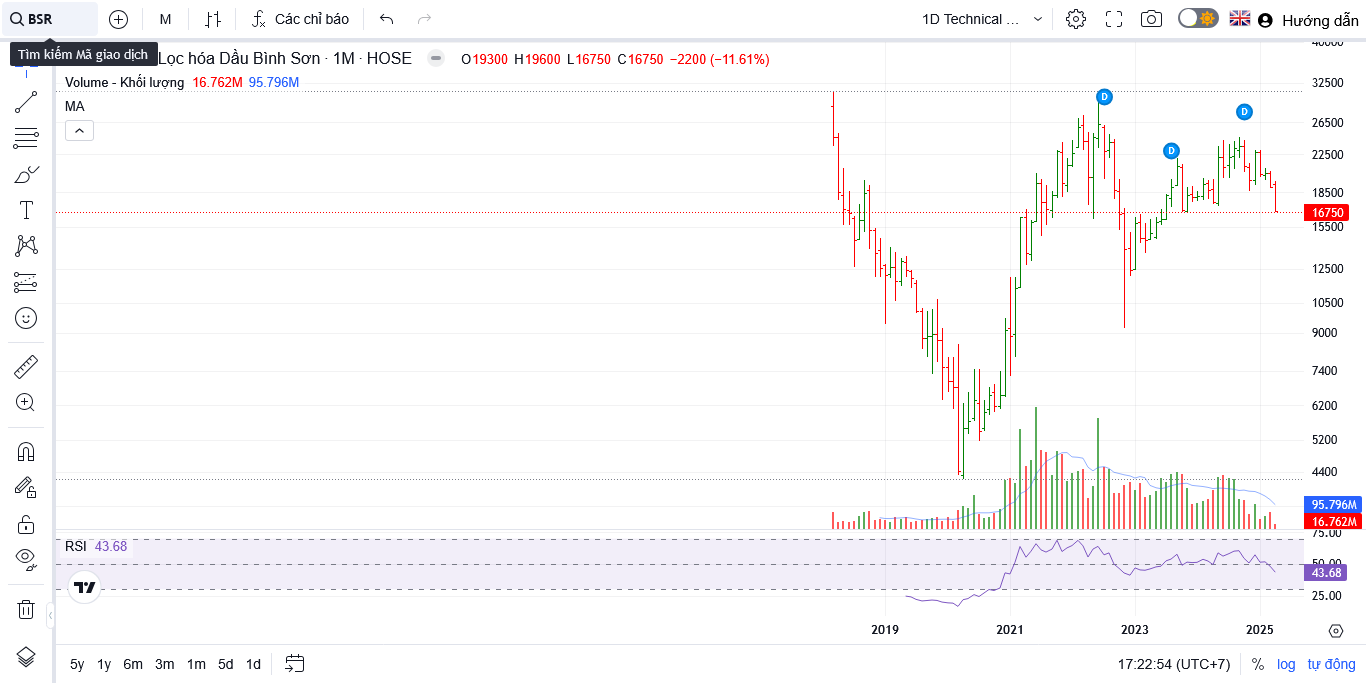 BSR
M
Các chỉ báo
1D Technical ...
Hướng dẫn
Tìm kiếm Mã giao dịch
Lọc hóa Dầu Bình Sơn · 1M · HOSE
O19300 H19600 L16750 C16750 −2200 (−11.61%)
Volume - Khối lượng 16.762M 95.796M
MA
D
D
D
40000
32500
26500
22500
18500
16750
15500
12500
10500
9000
7400
6200
5200
4400
95.796M
16.762M
75.00
RSI 43.68
50.00
43.68
25.00
2019 2021 2023 2025
5y 1y 6m 3m 1m 5d 1d
17:22:54 (UTC+7) % log tự động